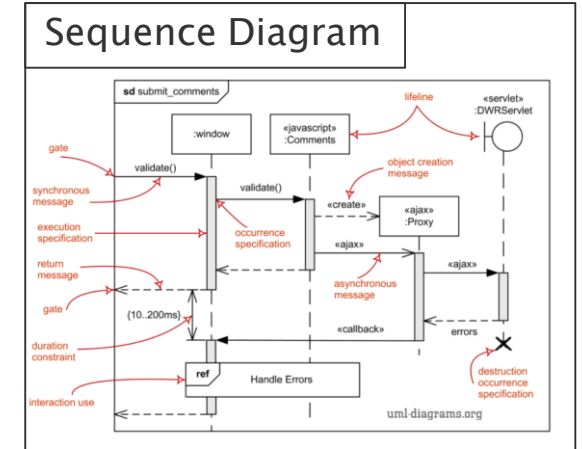 Sequence Diagram
sd submit_comments
lifeline
«servlet»
:DWRServlet
:window
«javascript»
:Comments
gate
object creation
message
validate()
synchronous
message
validate()
«create»
«ajax»
:Proxy
execution
specification
occurrence
specification
«ajax»
«ajax»
return
message
asynchronous
message
gate
{10..200ms}
«callback»
errors
duration
constraint
ref
Handle Errors
destruction
occurrence
specification
interaction use
uml-diagrams.org